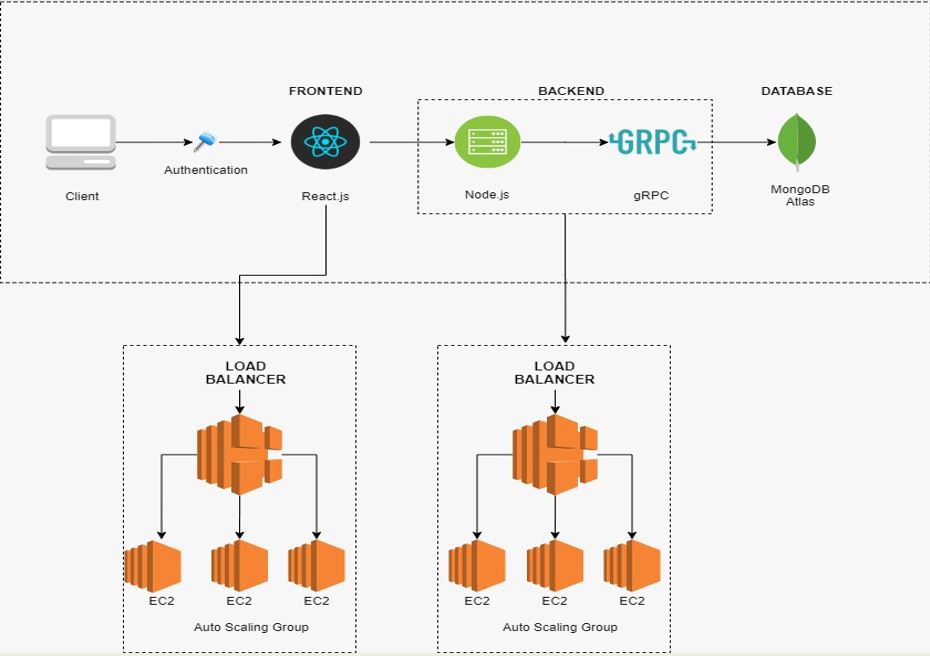 FRONTEND
BACKEND
DATABASE
GRPC
Authentication
Client
React.js
Node.js
gRPC
MongoDB
Atlas
LOAD
BALANCER
LOAD
BALANCER
EC2
EC2
EC2
EC2
EC2
EC2
Auto Scaling Group
Auto Scaling Group